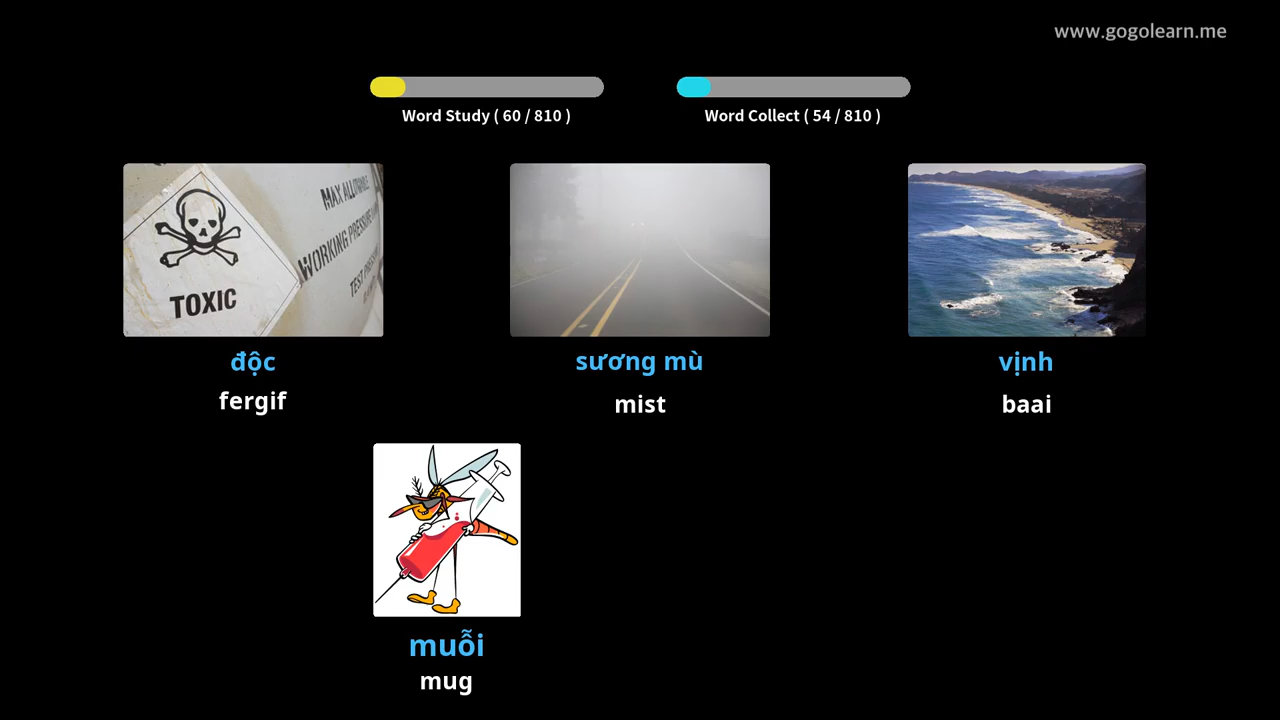 www.gogolearn.me
Word Study ( 60 / 810 )
Word Collect ( 54 / 810 )
TOXIC
MAX ALLOWABLE
WORKING PRESSURE
TEST
độc
sương mù
vịnh
fergif
mist
baai
muỗi
mug